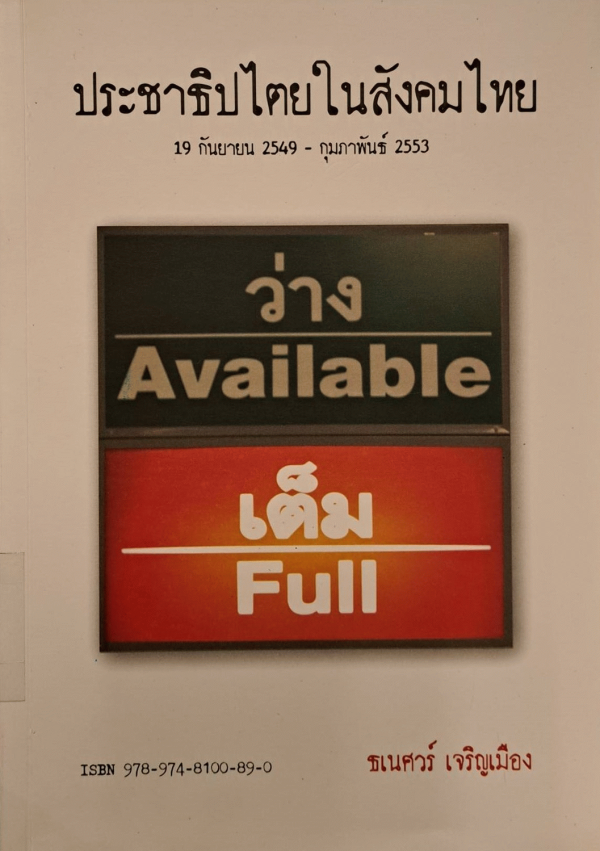 ประชาธิปไตยในสังคมไทย
19 กันยายน 2549 - กุมภาพันธ์ 2553
ว่าง
Available
เต็ม
Full
ISBN 978-974-8100-89-0
ธเนศวร์ เจริญเมือง